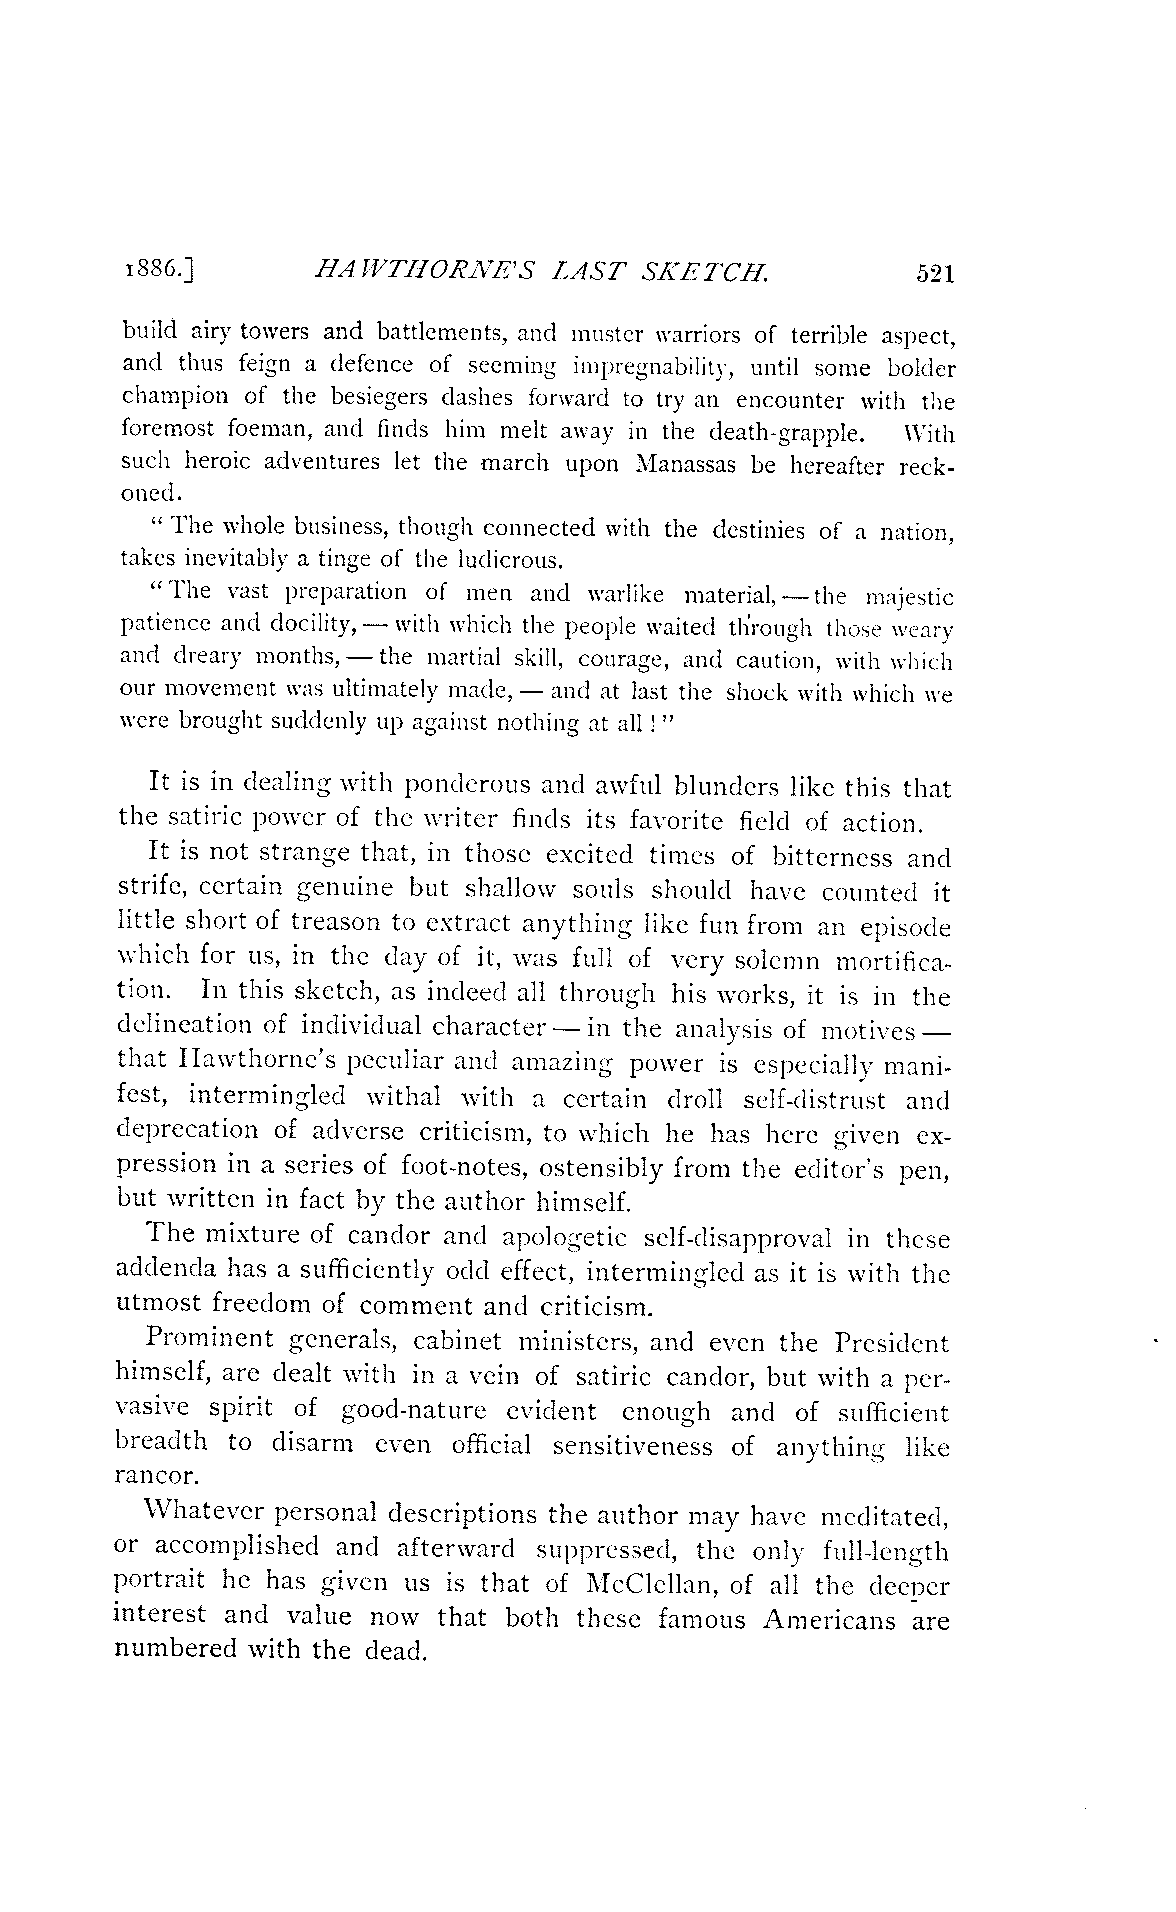 1886.] HAWTHORNE'S LAST SKETCH. 521
build airy towers and battlements, and muster warriors of terrible aspect,
and thus feign a defence of seeming impregnability, until some bolder
champion of the besiegers dashes forward to try an encounter with the
foremost foeman, and finds him melt away in the death-grapple. With
such heroic adventures let the march upon Manassas be hereafter reck-
oned.
"The whole business, though connected with the destinies of a nation,
takes inevitably a tinge of the ludicrous.
"The vast preparation of men and warlike material, — the majestic
patience and docility, — with which the people waited through those weary
and dreary months, — the martial skill, courage, and caution, with which
our movement was ultimately made, — and at last the shock with which we
were brought suddenly up against nothing at all!"
It is in dealing with ponderous and awful blunders like this that
the satiric power of the writer finds its favorite field of action.
It is not strange that, in those excited times of bitterness and
strife, certain genuine but shallow souls should have counted it
little short of treason to extract anything like fun from an episode
which for us, in the day of it, was full of very solemn mortifica-
tion. In this sketch, as indeed all through his works, it is in the
delineation of individual character — in the analysis of motives —
that Hawthorne's peculiar and amazing power is especially mani-
fest, intermingled withal with a certain droll self-distrust and
deprecation of adverse criticism, to which he has here given ex-
pression in a series of foot-notes, ostensibly from the editor's pen,
but written in fact by the author himself.
The mixture of candor and apologetic self-disapproval in these
addenda has a sufficiently odd effect, intermingled as it is with the
utmost freedom of comment and criticism.
Prominent generals, cabinet ministers, and even the President
himself, are dealt with in a vein of satiric candor, but with a per-
vasive spirit of good-nature evident enough and of sufficient
breadth to disarm even official sensitiveness of anything like
rancor.
Whatever personal descriptions the author may have meditated,
or accomplished and afterward suppressed, the only full-length
portrait he has given us is that of McClellan, of all the deeper
interest and value now that both these famous Americans are
numbered with the dead.